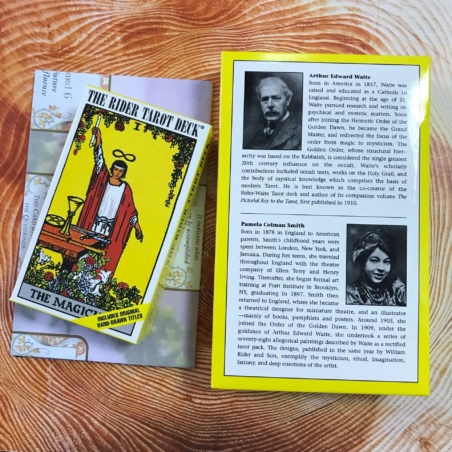 THE RIDER TAROT DECK™
THE MAGIC
INCLUDES ORIGINAL
HAND-DRAWN TITLES
Arthur Edward Waite
Born in America in 1857, Waite was
raised and educated as a Catholic in
England. Beginning at the age of 21,
Waite pursued research and writing on
psychical and esoteric matters. Soon
after joining the Hermetic Order of the
Golden Dawn, he became the Grand
Master, and redirected the focus of the
order from magic to mysticism. The
Golden Order, whose structural hier-
archy was based on the Kabbalah, is considered the single greatest
20th century influence on the occult. Waite's scholarly
contributions included occult texts, works on the Holy Grail, and
the body of mystical knowledge which comprises the basis of
modern Tarot. He is best known as the co-creator of the
Rider-Waite Tarot deck and author of its companion volume The
Pictorial Key to the Tarot, first published in 1910.
Pamela Colman Smith
Born in 1878 in England to American
parents, Smith's childhood years were
spent between London, New York, and
Jamaica. During her teens, she traveled
throughout England with the theatre
company of Ellen Terry and Henry
Irving. Thereafter, she began formal art
training at Pratt Institute in Brooklyn,
NY, graduating in 1897. Smith then
returned to England, where she became
a theatrical designer for miniature theatre, and an illustrator
—mainly of books, pamphlets and posters. Around 1903, she
joined the Order of the Golden Dawn. In 1909, under the
guidance of Arthur Edward Waite, she undertook a series of
seventy-eight allegorical paintings described by Waite as a rectified
tarot pack. The designs, published in the same year by William
Rider and Son, exemplify the mysticism, ritual, imagination,
fantasy, and deep emotions of the artist.